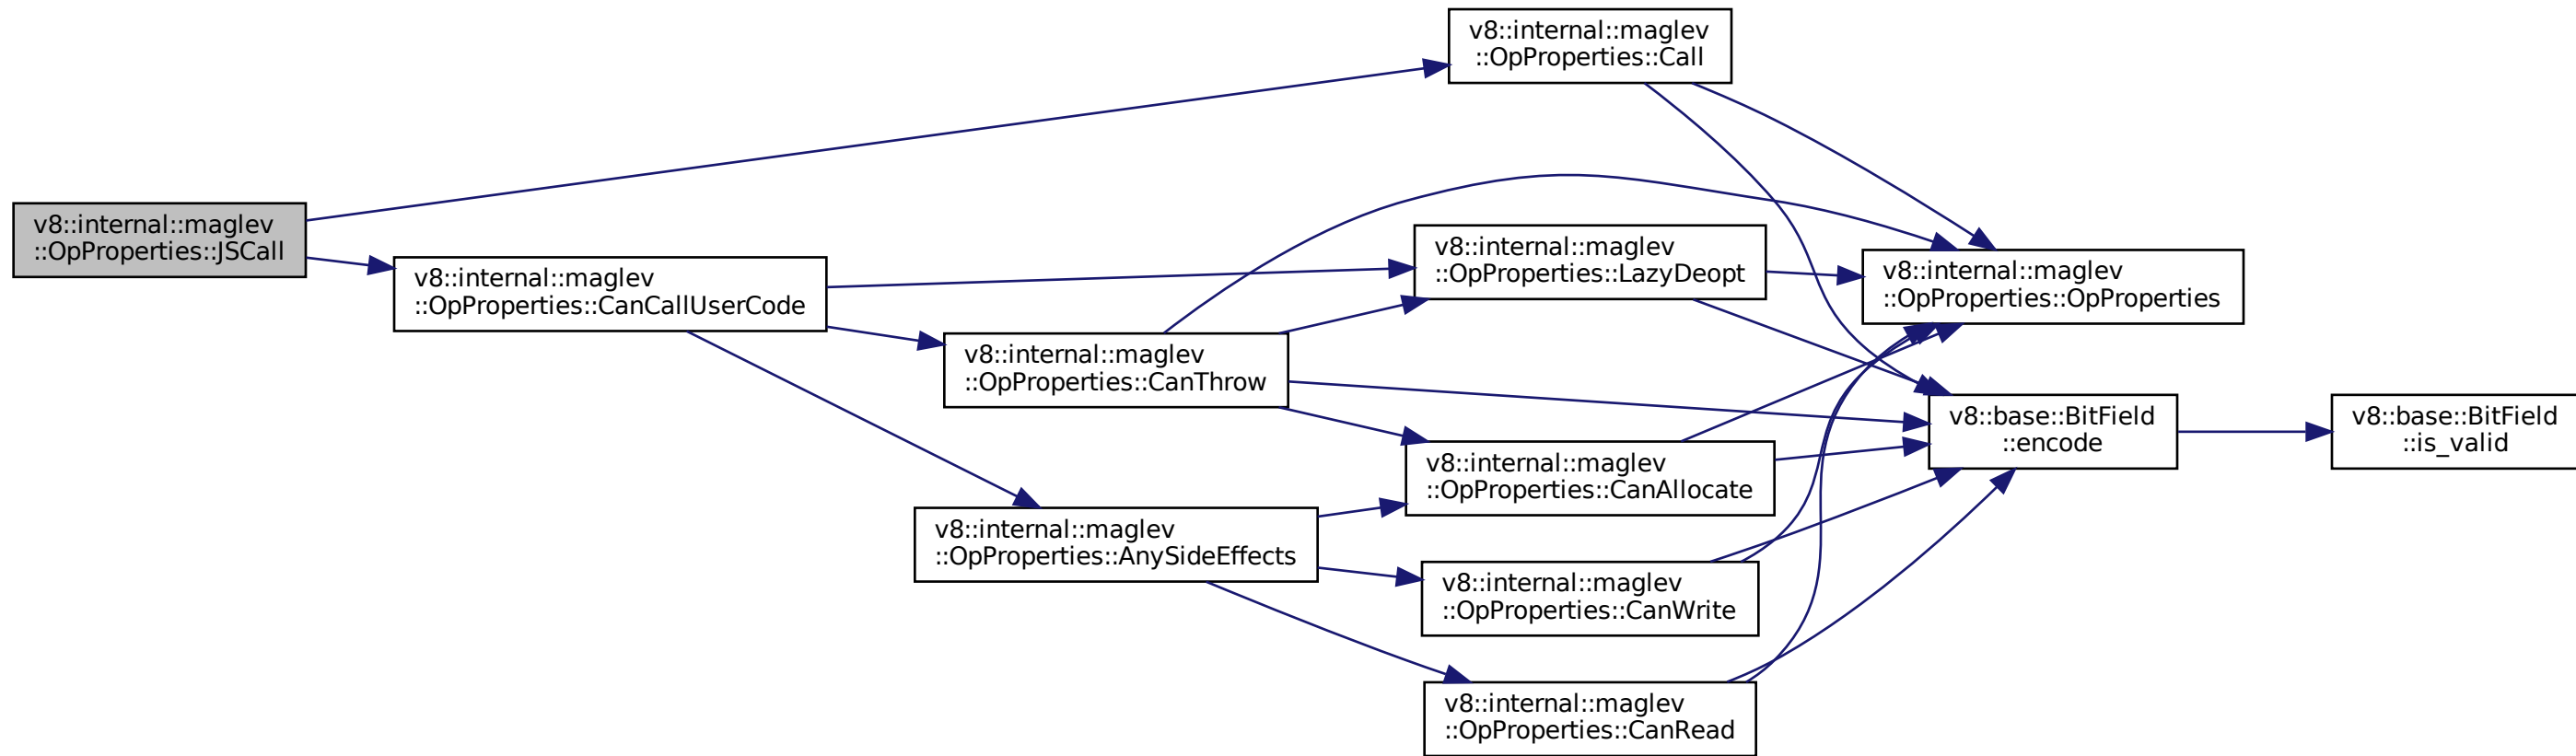 v8::internal::maglev
::OpProperties::JSCall
v8::internal::maglev
::OpProperties::Call
v8::internal::maglev
::OpProperties::CanCallUserCode
v8::internal::maglev
::OpProperties::LazyDeopt
v8::internal::maglev
::OpProperties::OpProperties
v8::internal::maglev
::OpProperties::CanThrow
v8::internal::maglev
::OpProperties::CanAllocate
v8::base::BitField
::encode
v8::base::BitField
::is_valid
v8::internal::maglev
::OpProperties::AnySideEffects
v8::internal::maglev
::OpProperties::CanWrite
v8::internal::maglev
::OpProperties::CanRead